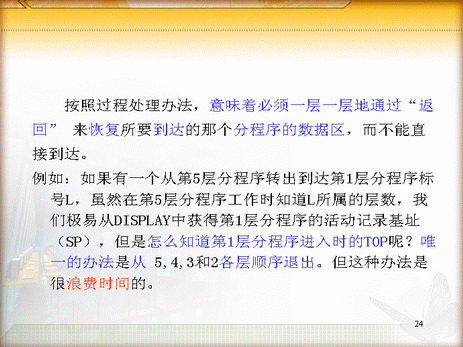 按照过程处理办法，意味着必须一层一层地通过“返
回” 来恢复所要到达的那个分程序的数据区，而不能直
接到达。
例如：如果有一个从第5层分程序转出到达第1层分程序标
号L，虽然在第5层分程序工作时知道L所属的层数，我
们极易从DISPLAY中获得第1层分程序的活动记录基址
（SP），但是怎么知道第1层分程序进入时的TOP呢？唯
一的办法是从 5,4,3和2各层顺序退出。但这种办法是
很浪费时间的。
24